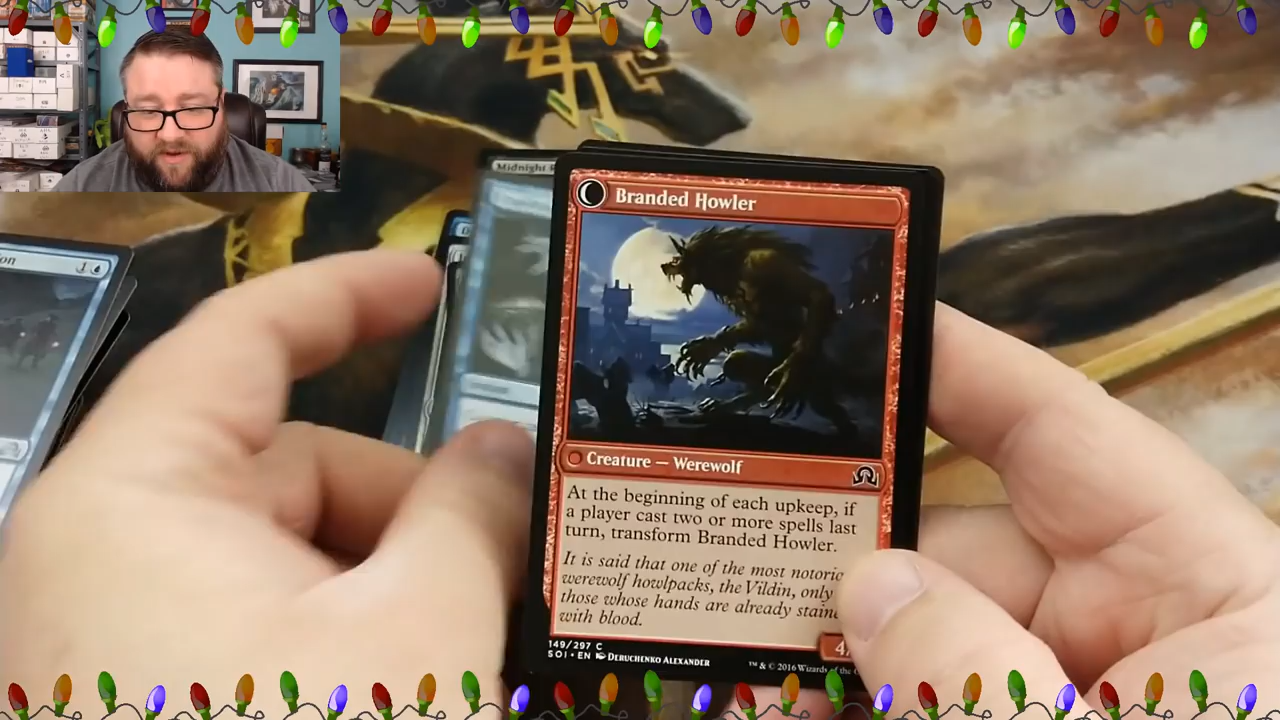 Midnight
Branded Howler
Creature — Werewolf
At the beginning of each upkeep, if
a player cast two or more spells last
turn, transform Branded Howler.
It is said that one of the most
werewolf howlpacks, the Vildin, only
those whose hands are already
with blood.
4/
149/297 C
SOI • EN Deruchenko Alexander
™ & © 2016 Wizards of the
1